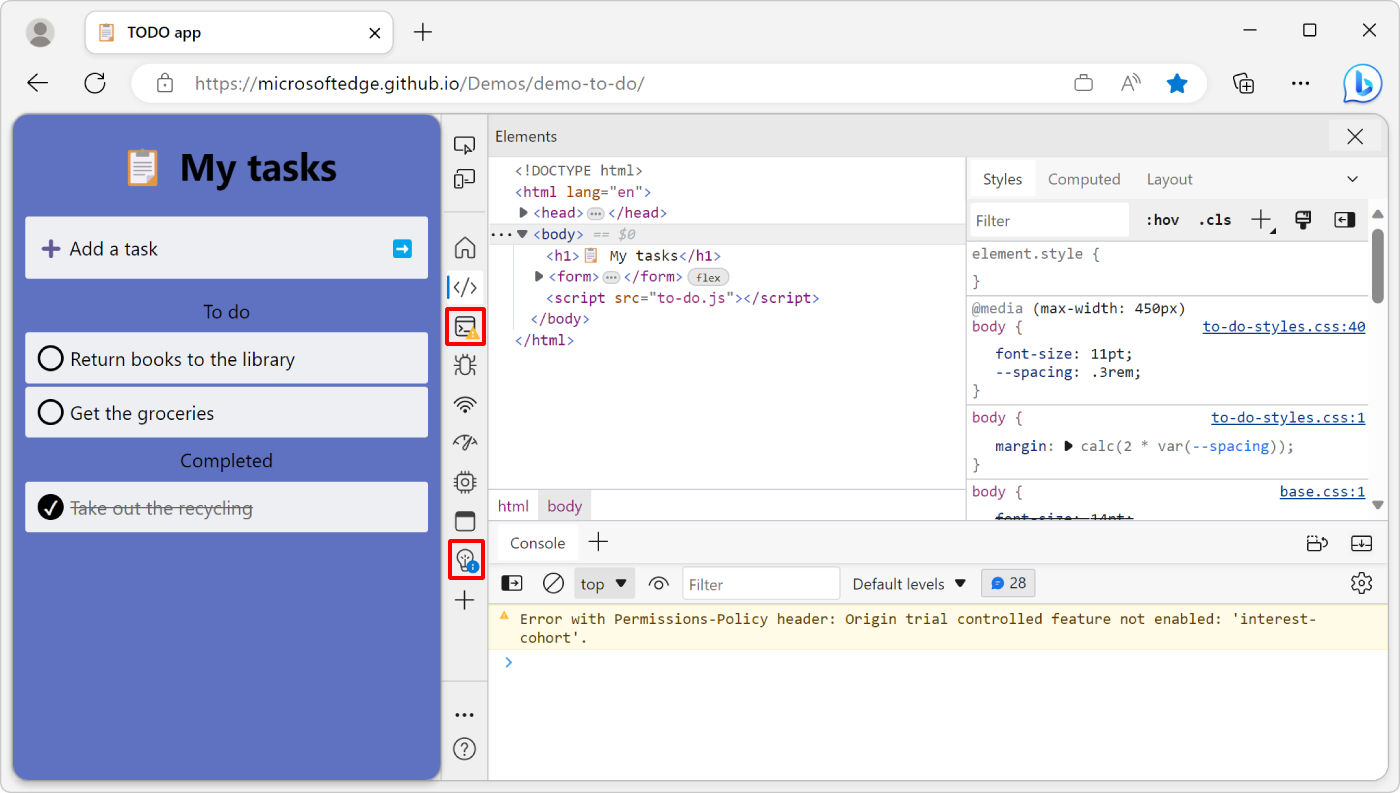 TODO app
https://microsoftedge.github.io/Demos/demo-to-do/
My tasks
Add a task
To do
Return books to the library
Get the groceries
Completed
Take out the recycling
Elements
<!DOCTYPE html>
<html lang="en">
<head> ⋯ </head>
<body> == $0
<h1>📋 My tasks</h1>
<form> ⋯ </form> flex
<script src="to-do.js"></script>
</body>
</html>
html body
Styles Computed Layout
Filter :hov .cls
element.style {
}
@media (max-width: 450px)
body { to-do-styles.css:40
font-size: 11pt;
--spacing: .3rem;
}
body { to-do-styles.css:1
margin: calc(2 * var(--spacing));
}
body { base.css:1
font-size: 14pt;
Console
top Filter Default levels 28
Error with Permissions-Policy header: Origin trial controlled feature not enabled: 'interest-
cohort'.